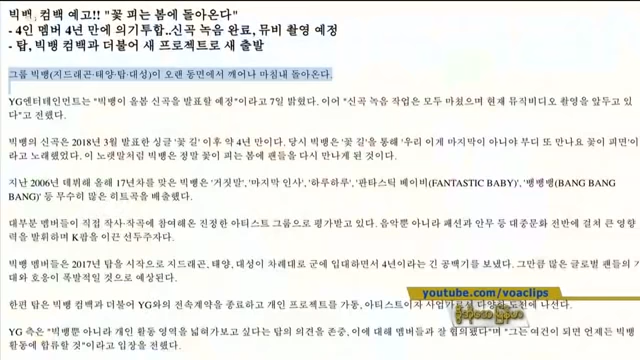 빅뱅, 컴백 예고!! "꽃 피는 봄에 돌아온다"
- 4인 멤버 4년 만에 의기투합..신곡 녹음 완료, 뮤비 촬영 예정
- 탑, 빅뱅 컴백과 더불어 새 프로젝트로 새 출발
그룹 빅뱅(지드래곤·태양·탑·대성)이 오랜 동면에서 깨어나 마침내 돌아온다.
YG엔터테인먼트는 "빅뱅이 올봄 신곡을 발표할 예정"이라고 7일 밝혔다. 이어 "신곡 녹음 작업은 모두 마쳤으며 현재 뮤직비디오 촬영을 앞두고 있
다"고 전했다.
빅뱅의 신곡은 2018년 3월 발표한 싱글 '꽃 길' 이후 약 4년 만이다. 당시 빅뱅은 '꽃 길'을 통해 '우리 이게 마지막이 아니야 부디 또 만나요 꽃이 피면'이
라고 노래했었다. 이 노랫말처럼 빅뱅은 정말 꽃이 피는 봄에 팬들을 다시 만나게 된 것이다.
지난 2006년 데뷔해 올해 17년차를 맞은 빅뱅은 '거짓말', '마지막 인사', '하루하루', '판타스틱 베이비(FANTASTIC BABY)', '뱅뱅뱅(BANG BANG
BANG)' 등 무수히 많은 히트곡을 배출했다.
대부분 멤버들이 직접 작사·작곡에 참여해온 진정한 아티스트 그룹으로 평가받고 있다. 음악뿐 아니라 패션과 안무 등 대중문화 전반에 걸쳐 큰 영향
력을 발휘하며 K팝을 이끈 선두주자다.
빅뱅 멤버들은 2017년 탑을 시작으로 지드래곤, 태양, 대성이 차례대로 군에 입대하면서 4년이라는 긴 공백기를 보냈다. 그만큼 많은 글로벌 팬들의 기
대와 호응이 폭발적일 것으로 예상된다.
한편 탑은 빅뱅 컴백과 더불어 YG와의 전속계약을 종료하고 개인 프로젝트를 가동, 아티스트이자 사업가로서 다양한 도전에 나선다.
youtube.com/voaclips
YG 측은 "빅뱅뿐 아니라 개인 활동 영역을 넓혀가보고 싶다는 탑의 의견을 존중, 이에 대해 멤버들과 잘 협의됐다"며 "그는 여건이 되면 언제든 빅뱅
활동에 합류할 것"이라고 입장을 전했다.